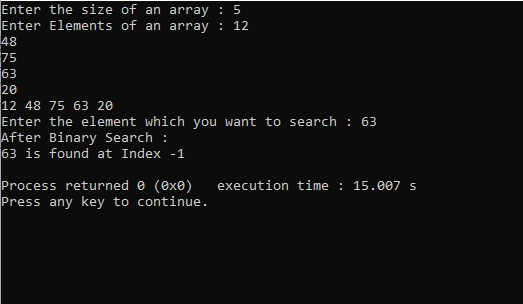 Enter the size of an array : 5
Enter Elements of an array : 12
48
75
63
20
12 48 75 63 20
Enter the element which you want to search : 63
After Binary Search :
63 is found at Index -1
Process returned 0 (0x0)   execution time : 15.007 s
Press any key to continue.